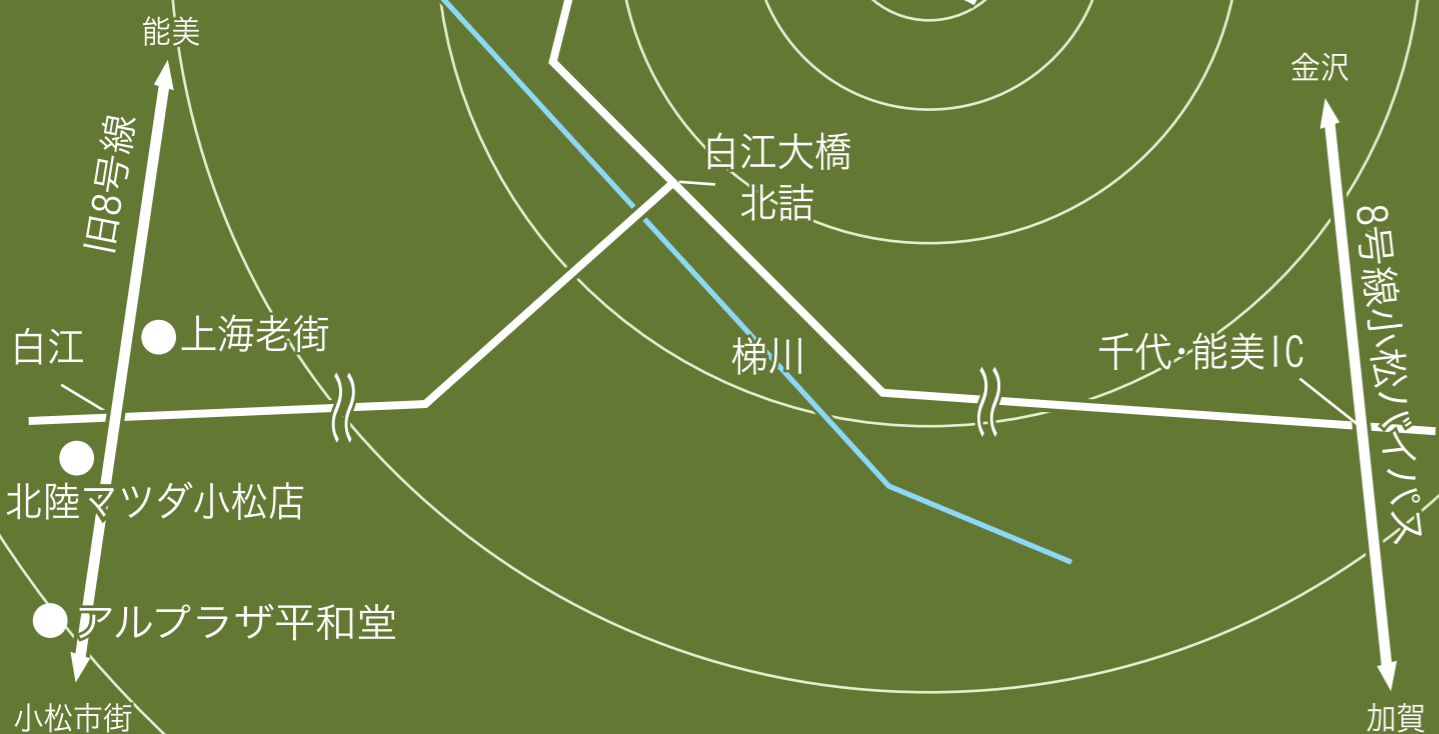 能美
金沢
旧8号線
白江大橋
北詰
8号線小松バイパス
上海老街
白江
梯川
千代・能美IC
北陸マツダ小松店
アルプラザ平和堂
小松市街
加賀